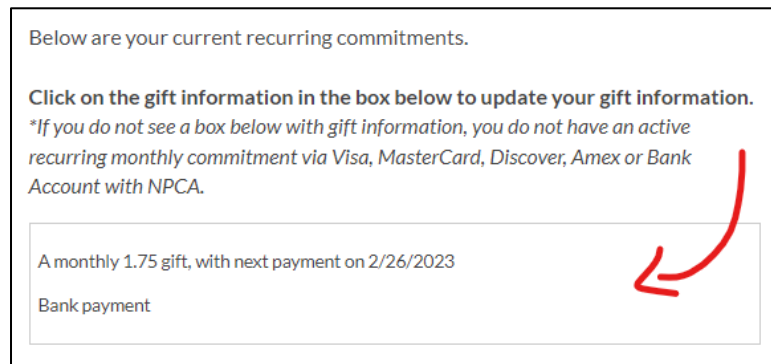 Below are your current recurring commitments.
Click on the gift information in the box below to update your gift information.
*If you do not see a box below with gift information, you do not have an active
recurring monthly commitment via Visa, MasterCard, Discover, Amex or Bank
Account with NPCA.
A monthly 1.75 gift, with next payment on 2/26/2023
Bank payment